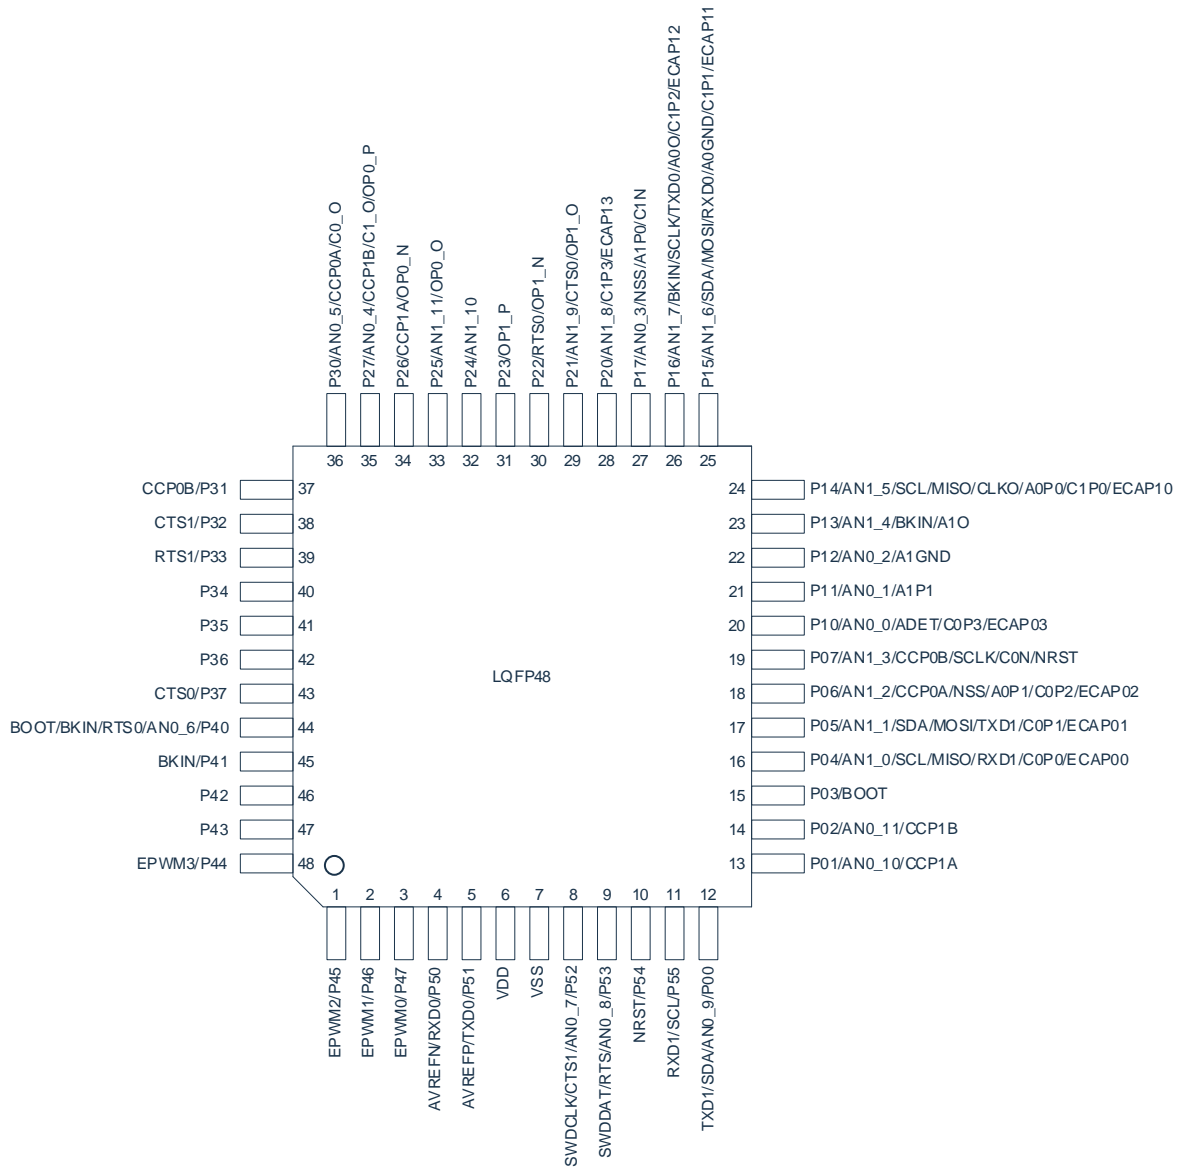 P30/AN0_5/CCP0A/C0_O
P27/AN0_4/CCP1B/C1_O/OP0_P
P26/CCP1A/OP0_N
P25/AN1_11/OP0_O
P24/AN1_10
P23/OP1_P
P22/RTS0/OP1_N
P21/AN1_9/CTS0/OP1_O
P20/AN1_8/C1P3/ECAP13
P17/AN0_3/NSS/A1P0/C1N
P16/AN1_7/BKIN/SCLK/TXD0/A0O/C1P2/ECAP12
P15/AN1_6/SDA/MOSI/RXD0/A0GND/C1P1/ECAP11
36 35 34 33 32 31 30 29 28 27 26 25
CCP0B/P31 37
CTS1/P32 38
RTS1/P33 39
P34 40
P35 41
P36 42
CTS0/P37 43
BOOT/BKIN/RTS0/AN0_6/P40 44
BKIN/P41 45
P42 46
P43 47
EPWM3/P44 48
LQFP48
24 P14/AN1_5/SCL/MISO/CLKO/A0P0/C1P0/ECAP10
23 P13/AN1_4/BKIN/A1O
22 P12/AN0_2/A1GND
21 P11/AN0_1/A1P1
20 P10/AN0_0/ADET/C0P3/ECAP03
19 P07/AN1_3/CCP0B/SCLK/C0N/NRST
18 P06/AN1_2/CCP0A/NSS/A0P1/C0P2/ECAP02
17 P05/AN1_1/SDA/MOSI/TXD1/C0P1/ECAP01
16 P04/AN1_0/SCL/MISO/RXD1/C0P0/ECAP00
15 P03/BOOT
14 P02/AN0_11/CCP1B
13 P01/AN0_10/CCP1A
1 2 3 4 5 6 7 8 9 10 11 12
EPWM2/P45
EPWM1/P46
EPWM0/P47
AVREFN/RXD0/P50
AVREFP/TXD0/P51
VDD
VSS
SWDCLK/CTS1/AN0_7/P52
SWDDAT/RTS/AN0_8/P53
NRST/P54
RXD1/SCL/P55
TXD1/SDA/AN0_9/P00